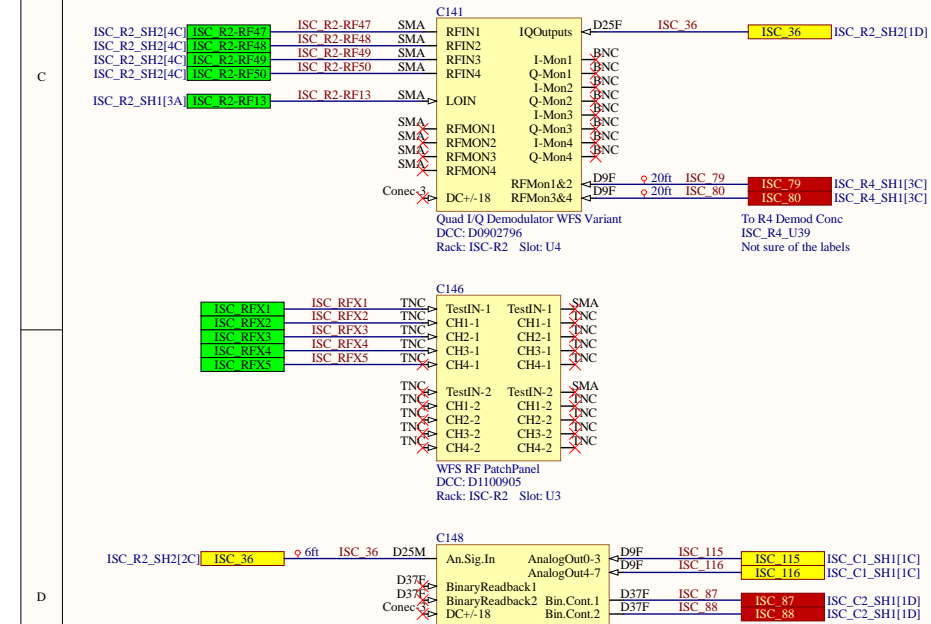 C141
ISC_R2_SH2[4C] ISC_R2-RF47 ISC_R2-RF47 SMA RFIN1 IQOutputs D25F ISC_36 ISC_36 ISC_R2_SH2[1D]
ISC_R2_SH2[4C] ISC_R2-RF48 ISC_R2-RF48 SMA RFIN2
ISC_R2_SH2[4C] ISC_R2-RF49 ISC_R2-RF49 SMA RFIN3 I-Mon1 BNC
ISC_R2_SH2[4C] ISC_R2-RF50 ISC_R2-RF50 SMA RFIN4 Q-Mon1 BNC
C
I-Mon2 BNC
ISC_R2_SH1[3A] ISC_R2-RF13 ISC_R2-RF13 SMA LOIN Q-Mon2 BNC
I-Mon3 BNC
SMA RFMON1 Q-Mon3 BNC
SMA RFMON2 I-Mon4 BNC
SMA RFMON3 Q-Mon4 BNC
SMA RFMON4
RFMon1&2 D9F 20ft ISC_79 ISC_79 ISC_R4_SH1[3C]
Conec-3 DC+/-18 RFMon3&4 D9F 20ft ISC_80 ISC_80 ISC_R4_SH1[3C]
Quad I/Q Demodulator WFS Variant
DCC: D0902796
Rack: ISC-R2 Slot: U4
To R4 Demod Conc
ISC_R4_U39
Not sure of the labels
C146
ISC_RFX1 ISC_RFX1 TNC TestIN-1 TestIN-1 SMA
ISC_RFX2 ISC_RFX2 TNC CH1-1 CH1-1 TNC
ISC_RFX3 ISC_RFX3 TNC CH2-1 CH2-1 TNC
ISC_RFX4 ISC_RFX4 TNC CH3-1 CH3-1 TNC
ISC_RFX5 ISC_RFX5 TNC CH4-1 CH4-1 TNC
TNC TestIN-2 TestIN-2 SMA
TNC CH1-2 CH1-2 TNC
TNC CH2-2 CH2-2 TNC
TNC CH3-2 CH3-2 TNC
TNC CH4-2 CH4-2 TNC
WFS RF PatchPanel
DCC: D1100905
Rack: ISC-R2 Slot: U3
C148
ISC_R2_SH2[2C] ISC_36 6ft ISC_36 D25M An.Sig.In AnalogOut0-3 D9F ISC_115 ISC_115 ISC_C1_SH1[1C]
AnalogOut4-7 D9F ISC_116 ISC_116 ISC_C1_SH1[1C]
D37F BinaryReadback1
D
D37F BinaryReadback2 Bin.Cont.1 D37F ISC_87 ISC_87 ISC_C2_SH1[1D]
Conec-3 DC+/-18 Bin.Cont.2 D37F ISC_88 ISC_88 ISC_C2_SH1[1D]